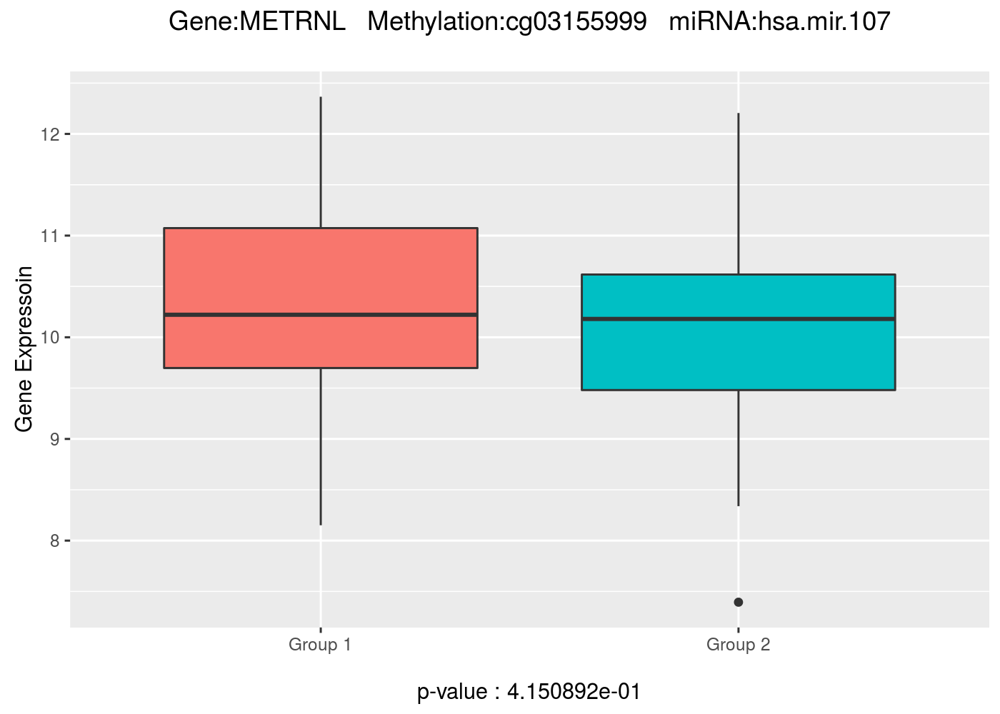 Gene:METRNL   Methylation:cg03155999   miRNA:hsa.mir.107
12
11
10
9
8
Gene Expressoin
Group 1
Group 2
p-value : 4.150892e-01